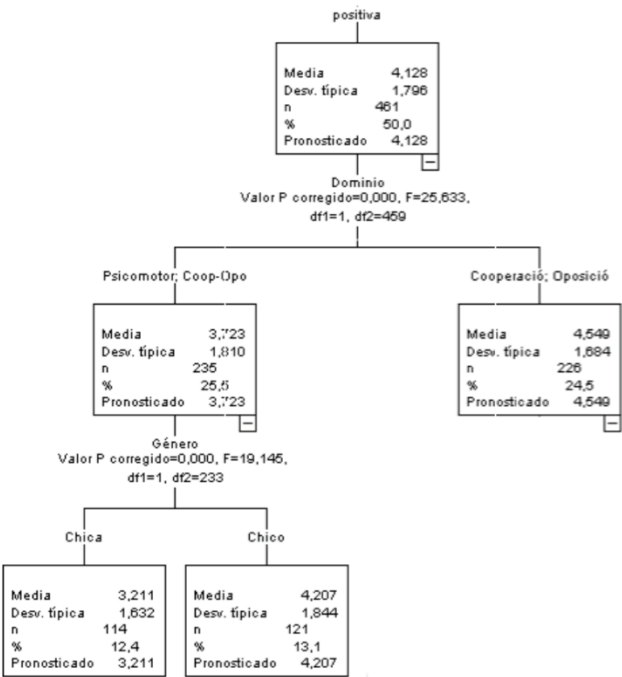 positiva
Media 4,128
Desv. típica 1,796
n 461
% 50,0
Pronosticado 4,128
Dominio
Valor P corregido=0,000, F=25,633,
df1=1, df2=459
Psicomotor; Coop-Opo
Cooperació; Oposició
Media 3,723
Desv. típica 1,810
n 235
% 25,5
Pronosticado 3,723
Media 4,549
Desv. típica 1,684
n 226
% 24,5
Pronosticado 4,549
Género
Valor P corregido=0,000, F=19,145,
df1=1, df2=233
Chica
Chico
Media 3,211
Desv. típica 1,632
n 114
% 12,4
Pronosticado 3,211
Media 4,207
Desv. típica 1,844
n 121
% 13,1
Pronosticado 4,207